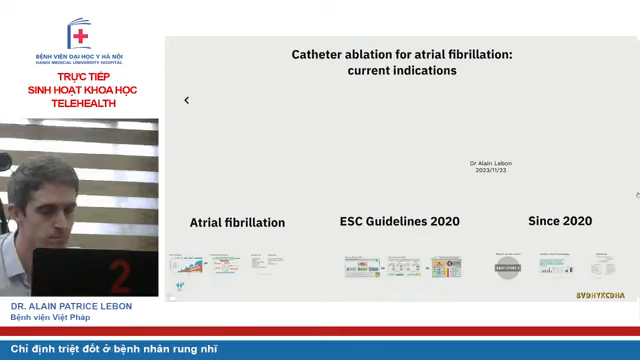 BỆNH VIỆN ĐẠI HỌC Y HÀ NỘI
HANOI MEDICAL UNIVERSITY HOSPITAL
TRỰC TIẾP
SINH HOẠT KHOA HỌC
TELEHEALTH
Catheter ablation for atrial fibrillation:
current indications
Dr Alain Lebon
2023/11/23
Atrial fibrillation
ESC Guidelines 2020
Since 2020
2
BVDHYKCDNA
DR. ALAIN PATRICE LEBON
Bệnh viện Việt Pháp
Chỉ định triệt đốt ở bệnh nhân rung nhĩ